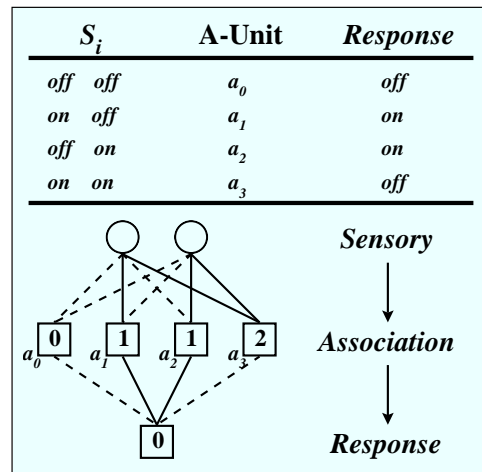 S_i A-Unit Response
off off a_0 off
on off a_1 on
off on a_2 on
on on a_3 off
Sensory
0 1 1 2
a_0 a_1 a_2 a_3
Association
0
Response